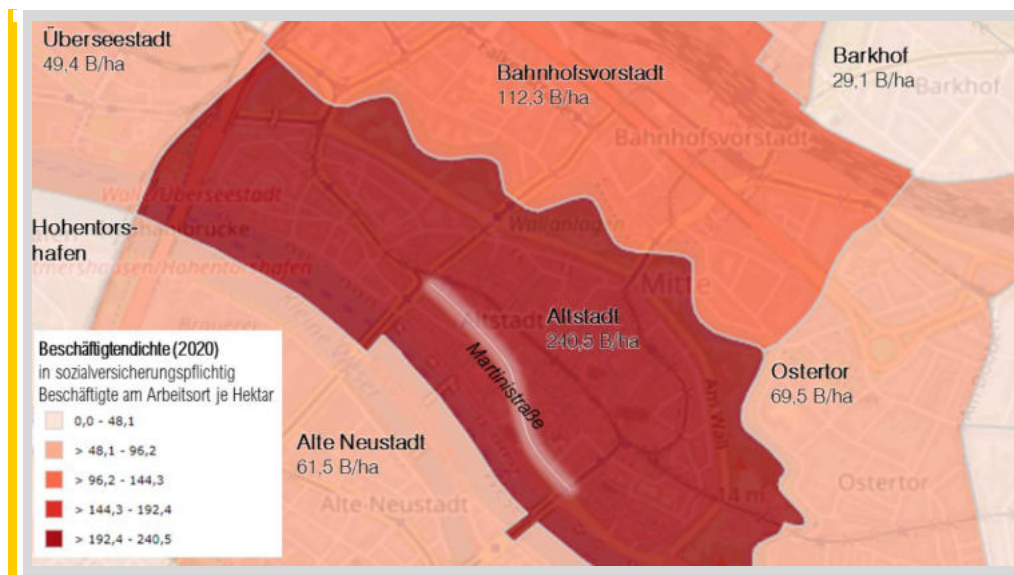 Überseestadt
49,4 B/ha
Bahnhofsvorstadt
112,3 B/ha
Barkhof
29,1 B/ha
Barkhof
Bahnhofsvorstadt
Walle/Überseestadt
Hohentors-
hafen
Wallanlagen
Mitte
Altstadt
240,5 B/ha
Altstadt
Martinistraße
Am Wall
Ostertor
69,5 B/ha
Beschäftigtendichte (2020)
in sozialversicherungspflichtig
Beschäftigte am Arbeitsort je Hektar
0,0 - 48,1
> 48,1 - 96,2
> 96,2 - 144,3
> 144,3 - 192,4
> 192,4 - 240,5
Alte Neustadt
61,5 B/ha
Alte Neustadt
Ostertor
14 m